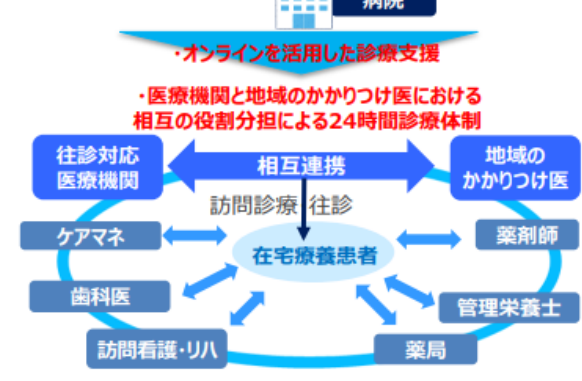 病院
・オンラインを活用した診療支援
・医療機関と地域のかかりつけ医における
相互の役割分担による24時間診療体制
往診対応
医療機関
相互連携
地域の
かかりつけ医
訪問診療 往診
ケアマネ
在宅療養患者
薬剤師
歯科医
管理栄養士
訪問看護・リハ
薬局